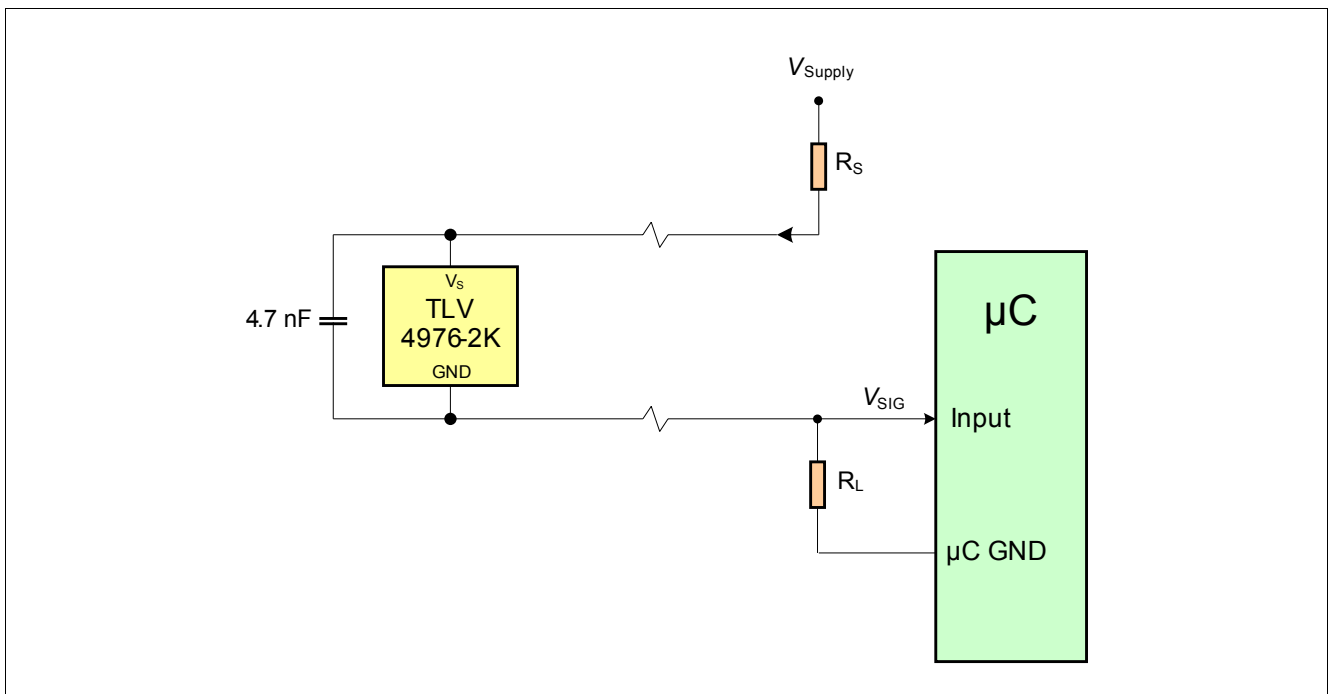 VSupply
RS
VS
TLV
4976-2K
GND
4.7 nF
µC
VSIG
Input
RL
µC GND